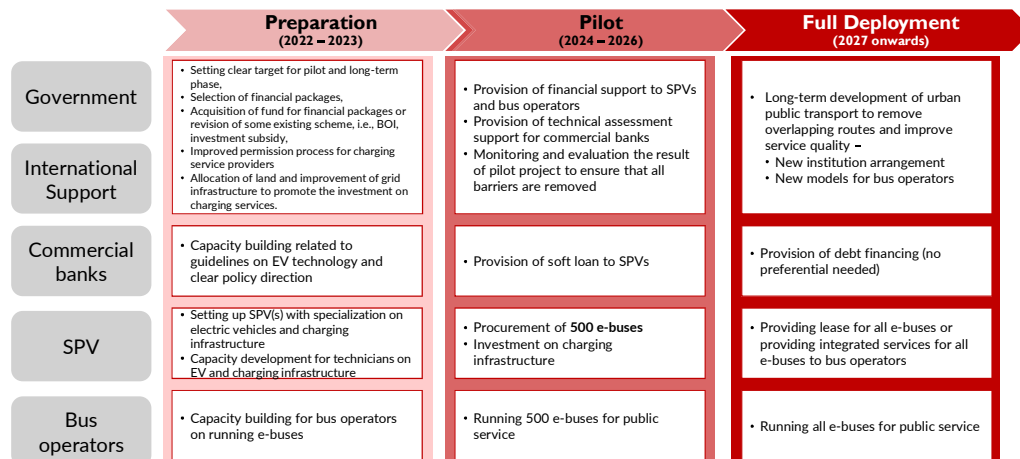 Preparation
(2022 – 2023)
Pilot
(2024 – 2026)
Full Deployment
(2027 onwards)
Government
International
Support
• Setting clear target for pilot and long-term
phase,
• Selection of financial packages,
• Acquisition of fund for financial packages or
revision of some existing scheme, i.e., BOI,
investment subsidy,
• Improved permission process for charging
service providers
• Allocation of land and improvement of grid
infrastructure to promote the investment on
charging services.
• Provision of financial support to SPVs
and bus operators
• Provision of technical assessment
support for commercial banks
• Monitoring and evaluation the result
of pilot project to ensure that all
barriers are removed
• Long-term development of urban
public transport to remove
overlapping routes and improve
service quality –
• New institution arrangement
• New models for bus operators
Commercial
banks
• Capacity building related to
guidelines on EV technology and
clear policy direction
• Provision of soft loan to SPVs
• Provision of debt financing (no
preferential needed)
SPV
• Setting up SPV(s) with specialization on
electric vehicles and charging
infrastructure
• Capacity development for technicians on
EV and charging infrastructure
• Procurement of 500 e-buses
• Investment on charging
infrastructure
• Providing lease for all e-buses or
providing integrated services for all
e-buses to bus operators
Bus
operators
• Capacity building for bus operators
on running e-buses
• Running 500 e-buses for public
service
• Running all e-buses for public service